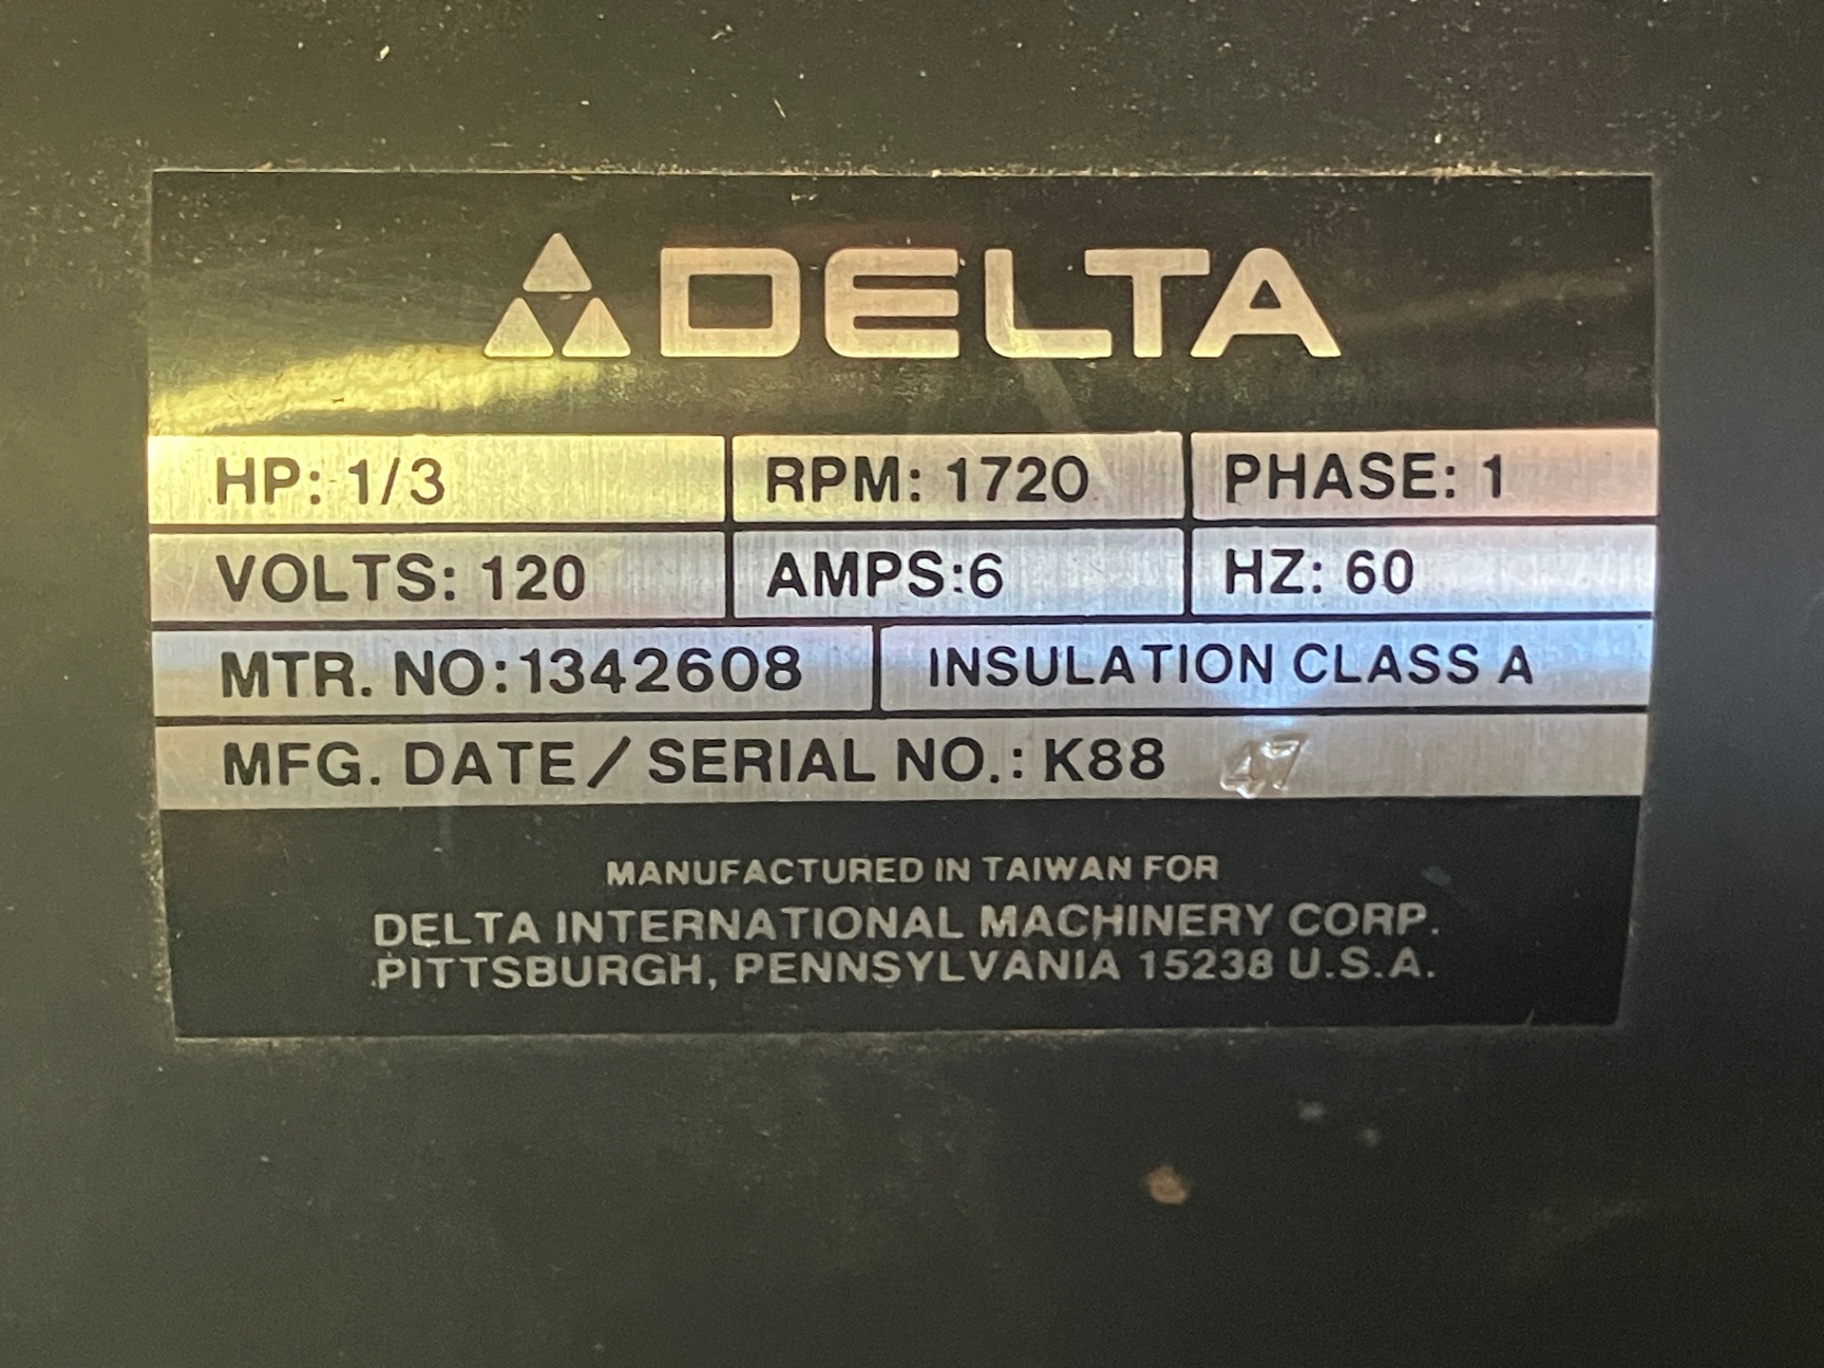 DELTA
HP: 1/3 RPM: 1720 PHASE: 1
VOLTS: 120 AMPS:6 HZ: 60
MTR. NO:1342608 INSULATION CLASS A
MFG. DATE/SERIAL NO.: K88 47
MANUFACTURED IN TAIWAN FOR
DELTA INTERNATIONAL MACHINERY CORP.
PITTSBURGH, PENNSYLVANIA 15238 U.S.A.